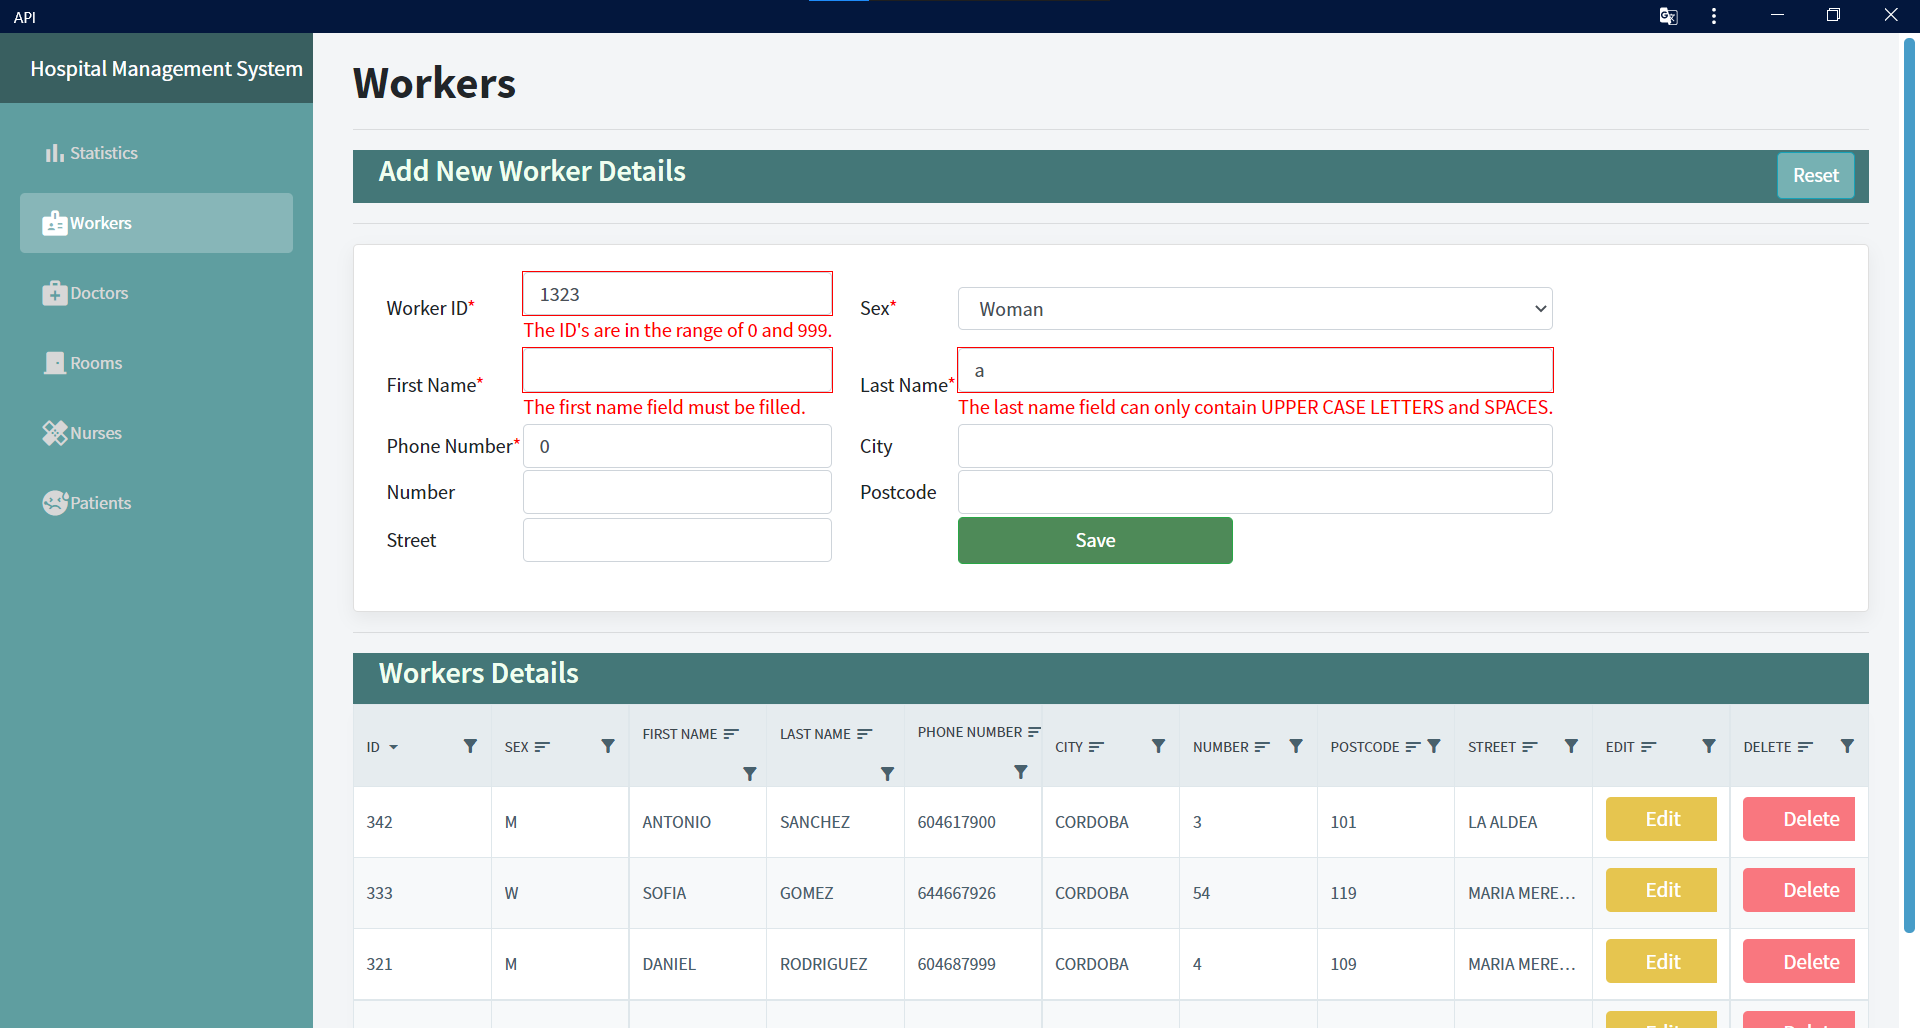 API
Hospital Management System
Statistics
Workers
Doctors
Rooms
Nurses
Patients
Workers
Add New Worker Details
Reset
Worker ID*
1323
The ID's are in the range of 0 and 999.
Sex*
Woman
First Name*
The first name field must be filled.
Last Name*
a
The last name field can only contain UPPER CASE LETTERS and SPACES.
Phone Number*
0
City
Number
Postcode
Street
Save
Workers Details
ID SEX FIRST NAME LAST NAME PHONE NUMBER CITY NUMBER POSTCODE STREET EDIT DELETE
342 M ANTONIO SANCHEZ 604617900 CORDOBA 3 101 LA ALDEA Edit Delete
333 W SOFIA GOMEZ 644667926 CORDOBA 54 119 MARIA MERE... Edit Delete
321 M DANIEL RODRIGUEZ 604687999 CORDOBA 4 109 MARIA MERE... Edit Delete
Edit Delete